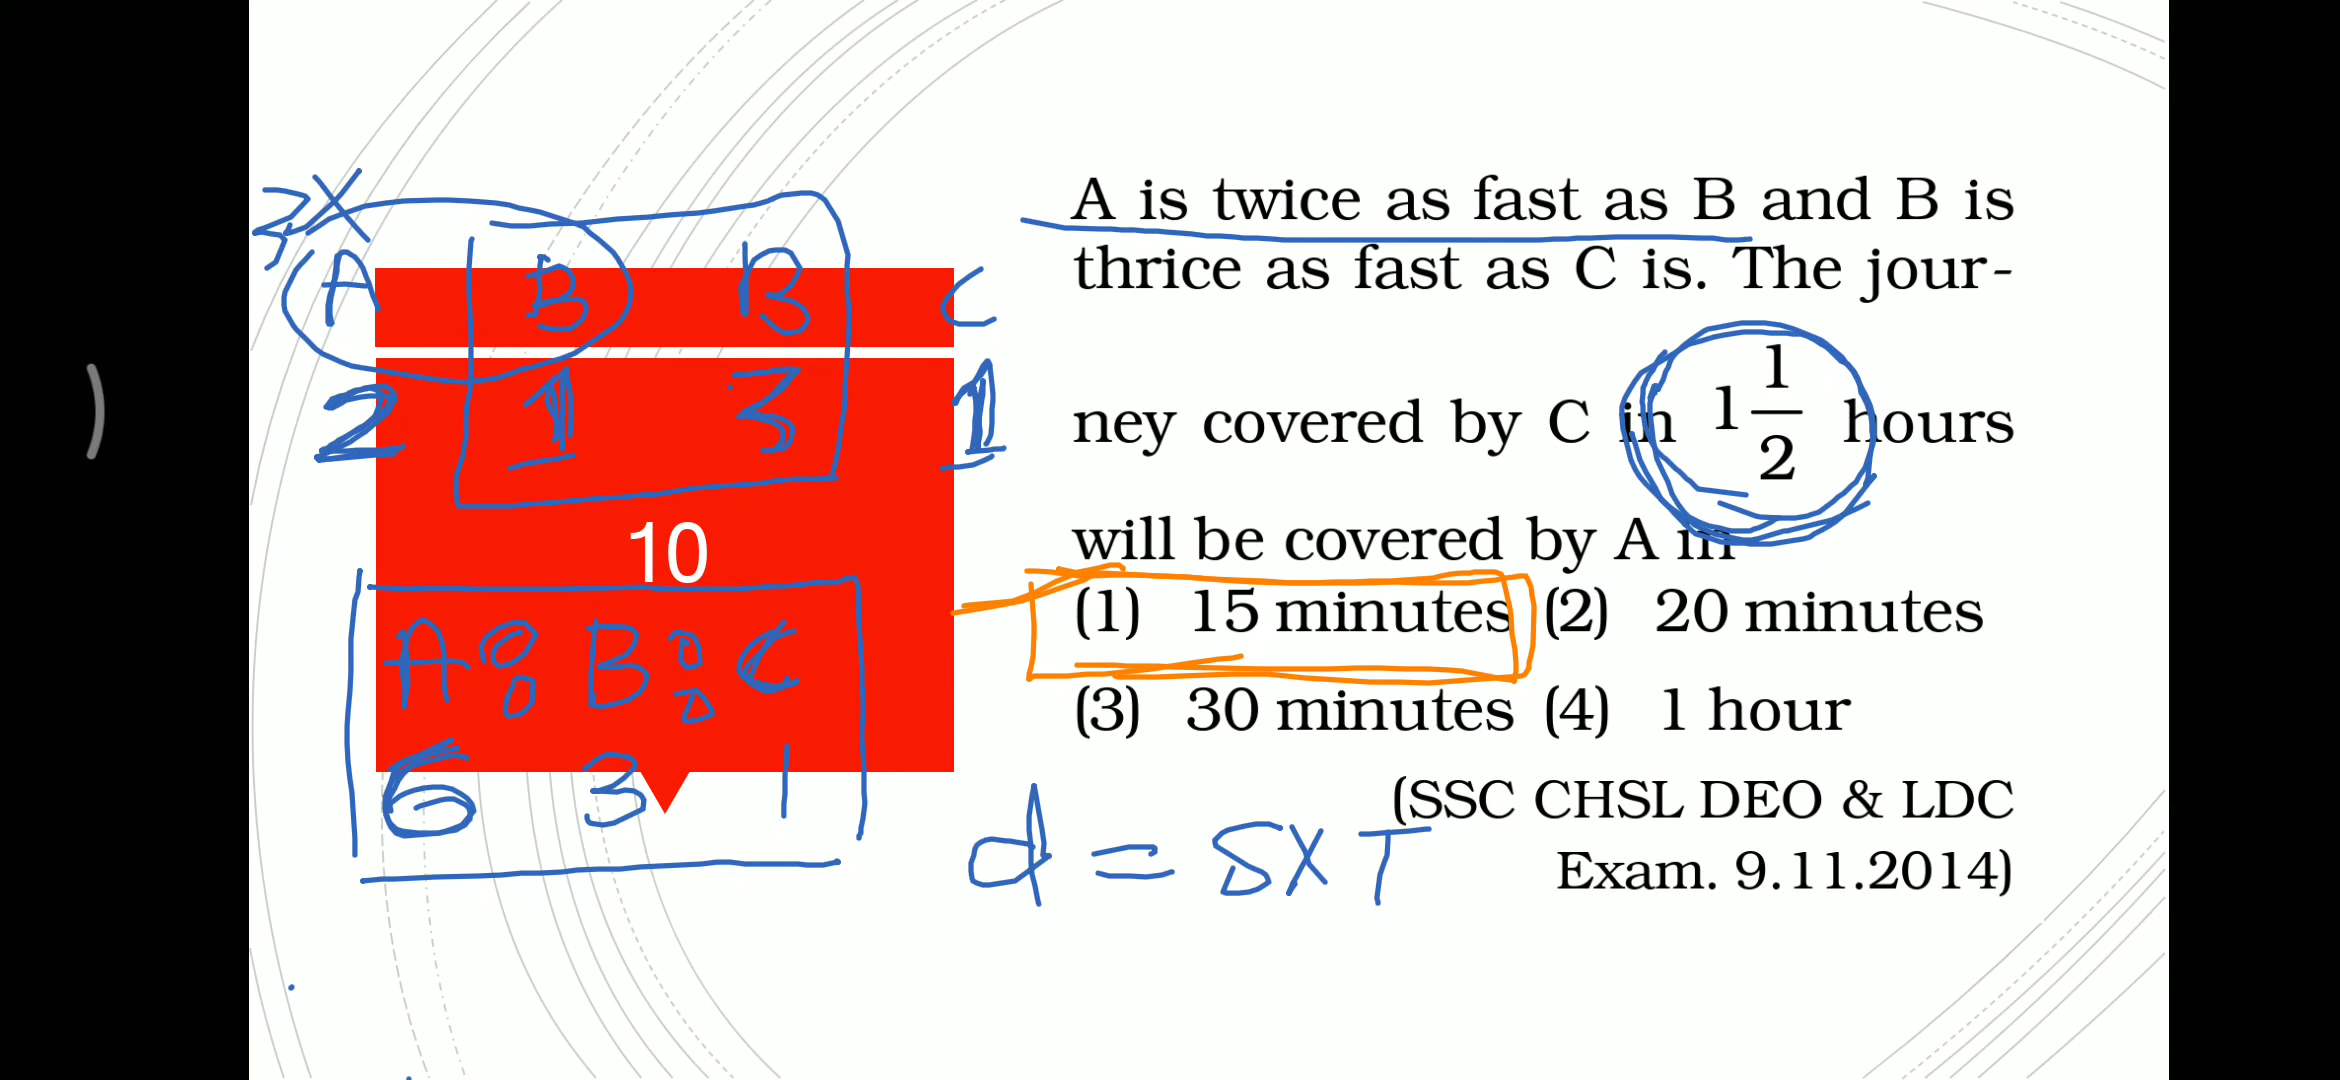 3x
A B B C
2 1 3 1
10
A : B : C
6 3 1
A is twice as fast as B and B is
thrice as fast as C is. The jour-
ney covered by C in 1 1/2 hours
will be covered by A in
(1) 15 minutes (2) 20 minutes
(3) 30 minutes (4) 1 hour
(SSC CHSL DEO & LDC
Exam. 9.11.2014)
d = S X T